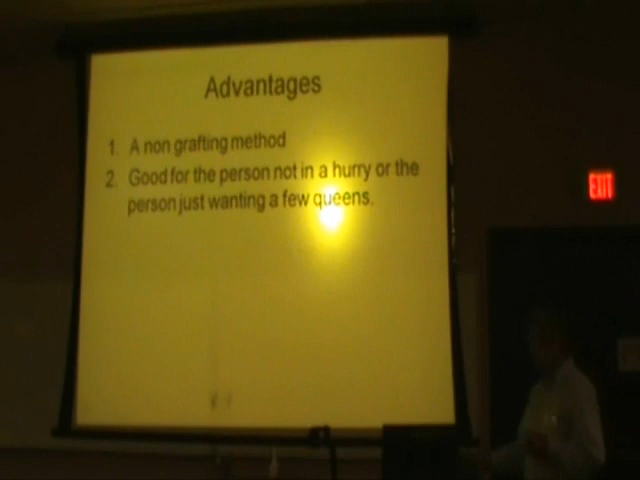 Advantages
1. A non grafting method
2. Good for the person not in a hurry or the
person just wanting a few queens.
EXIT